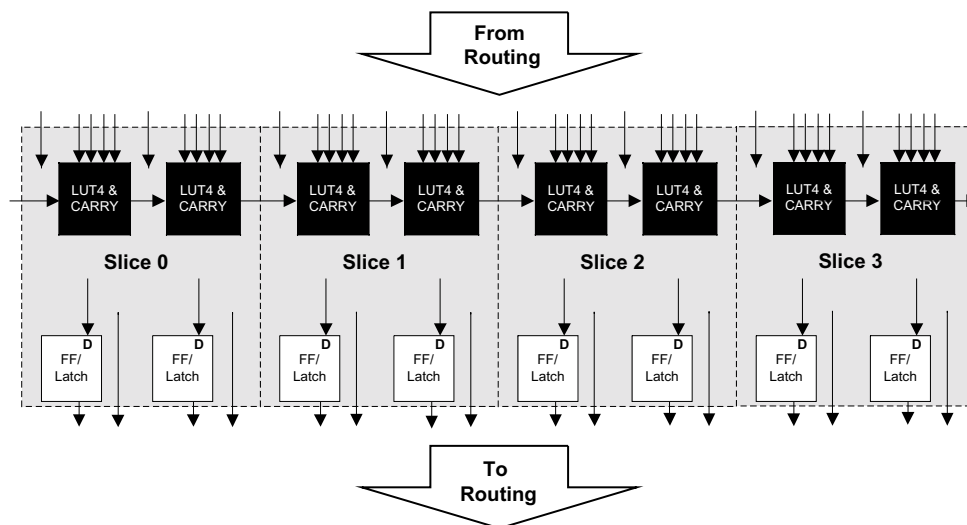 From
Routing
LUT4 &
CARRY
LUT4 &
CARRY
LUT4 &
CARRY
LUT4 &
CARRY
LUT4 &
CARRY
LUT4 &
CARRY
LUT4 &
CARRY
LUT4 &
CARRY
Slice 0
Slice 1
Slice 2
Slice 3
D
FF/
Latch
D
FF/
Latch
D
FF/
Latch
D
FF/
Latch
D
FF/
Latch
D
FF/
Latch
D
FF/
Latch
D
FF/
Latch
To
Routing